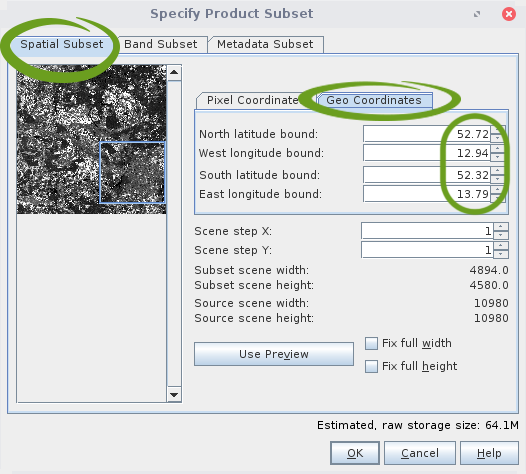 Specify Product Subset
Spatial Subset Band Subset Metadata Subset
Pixel Coordinate Geo Coordinates
North latitude bound: 52.72
West longitude bound: 12.94
South latitude bound: 52.32
East longitude bound: 13.79
Scene step X: 1
Scene step Y: 1
Subset scene width: 4894.0
Subset scene height: 4580.0
Source scene width: 10980
Source scene height: 10980
Use Preview
Fix full width
Fix full height
Estimated, raw storage size: 64.1M
OK Cancel Help